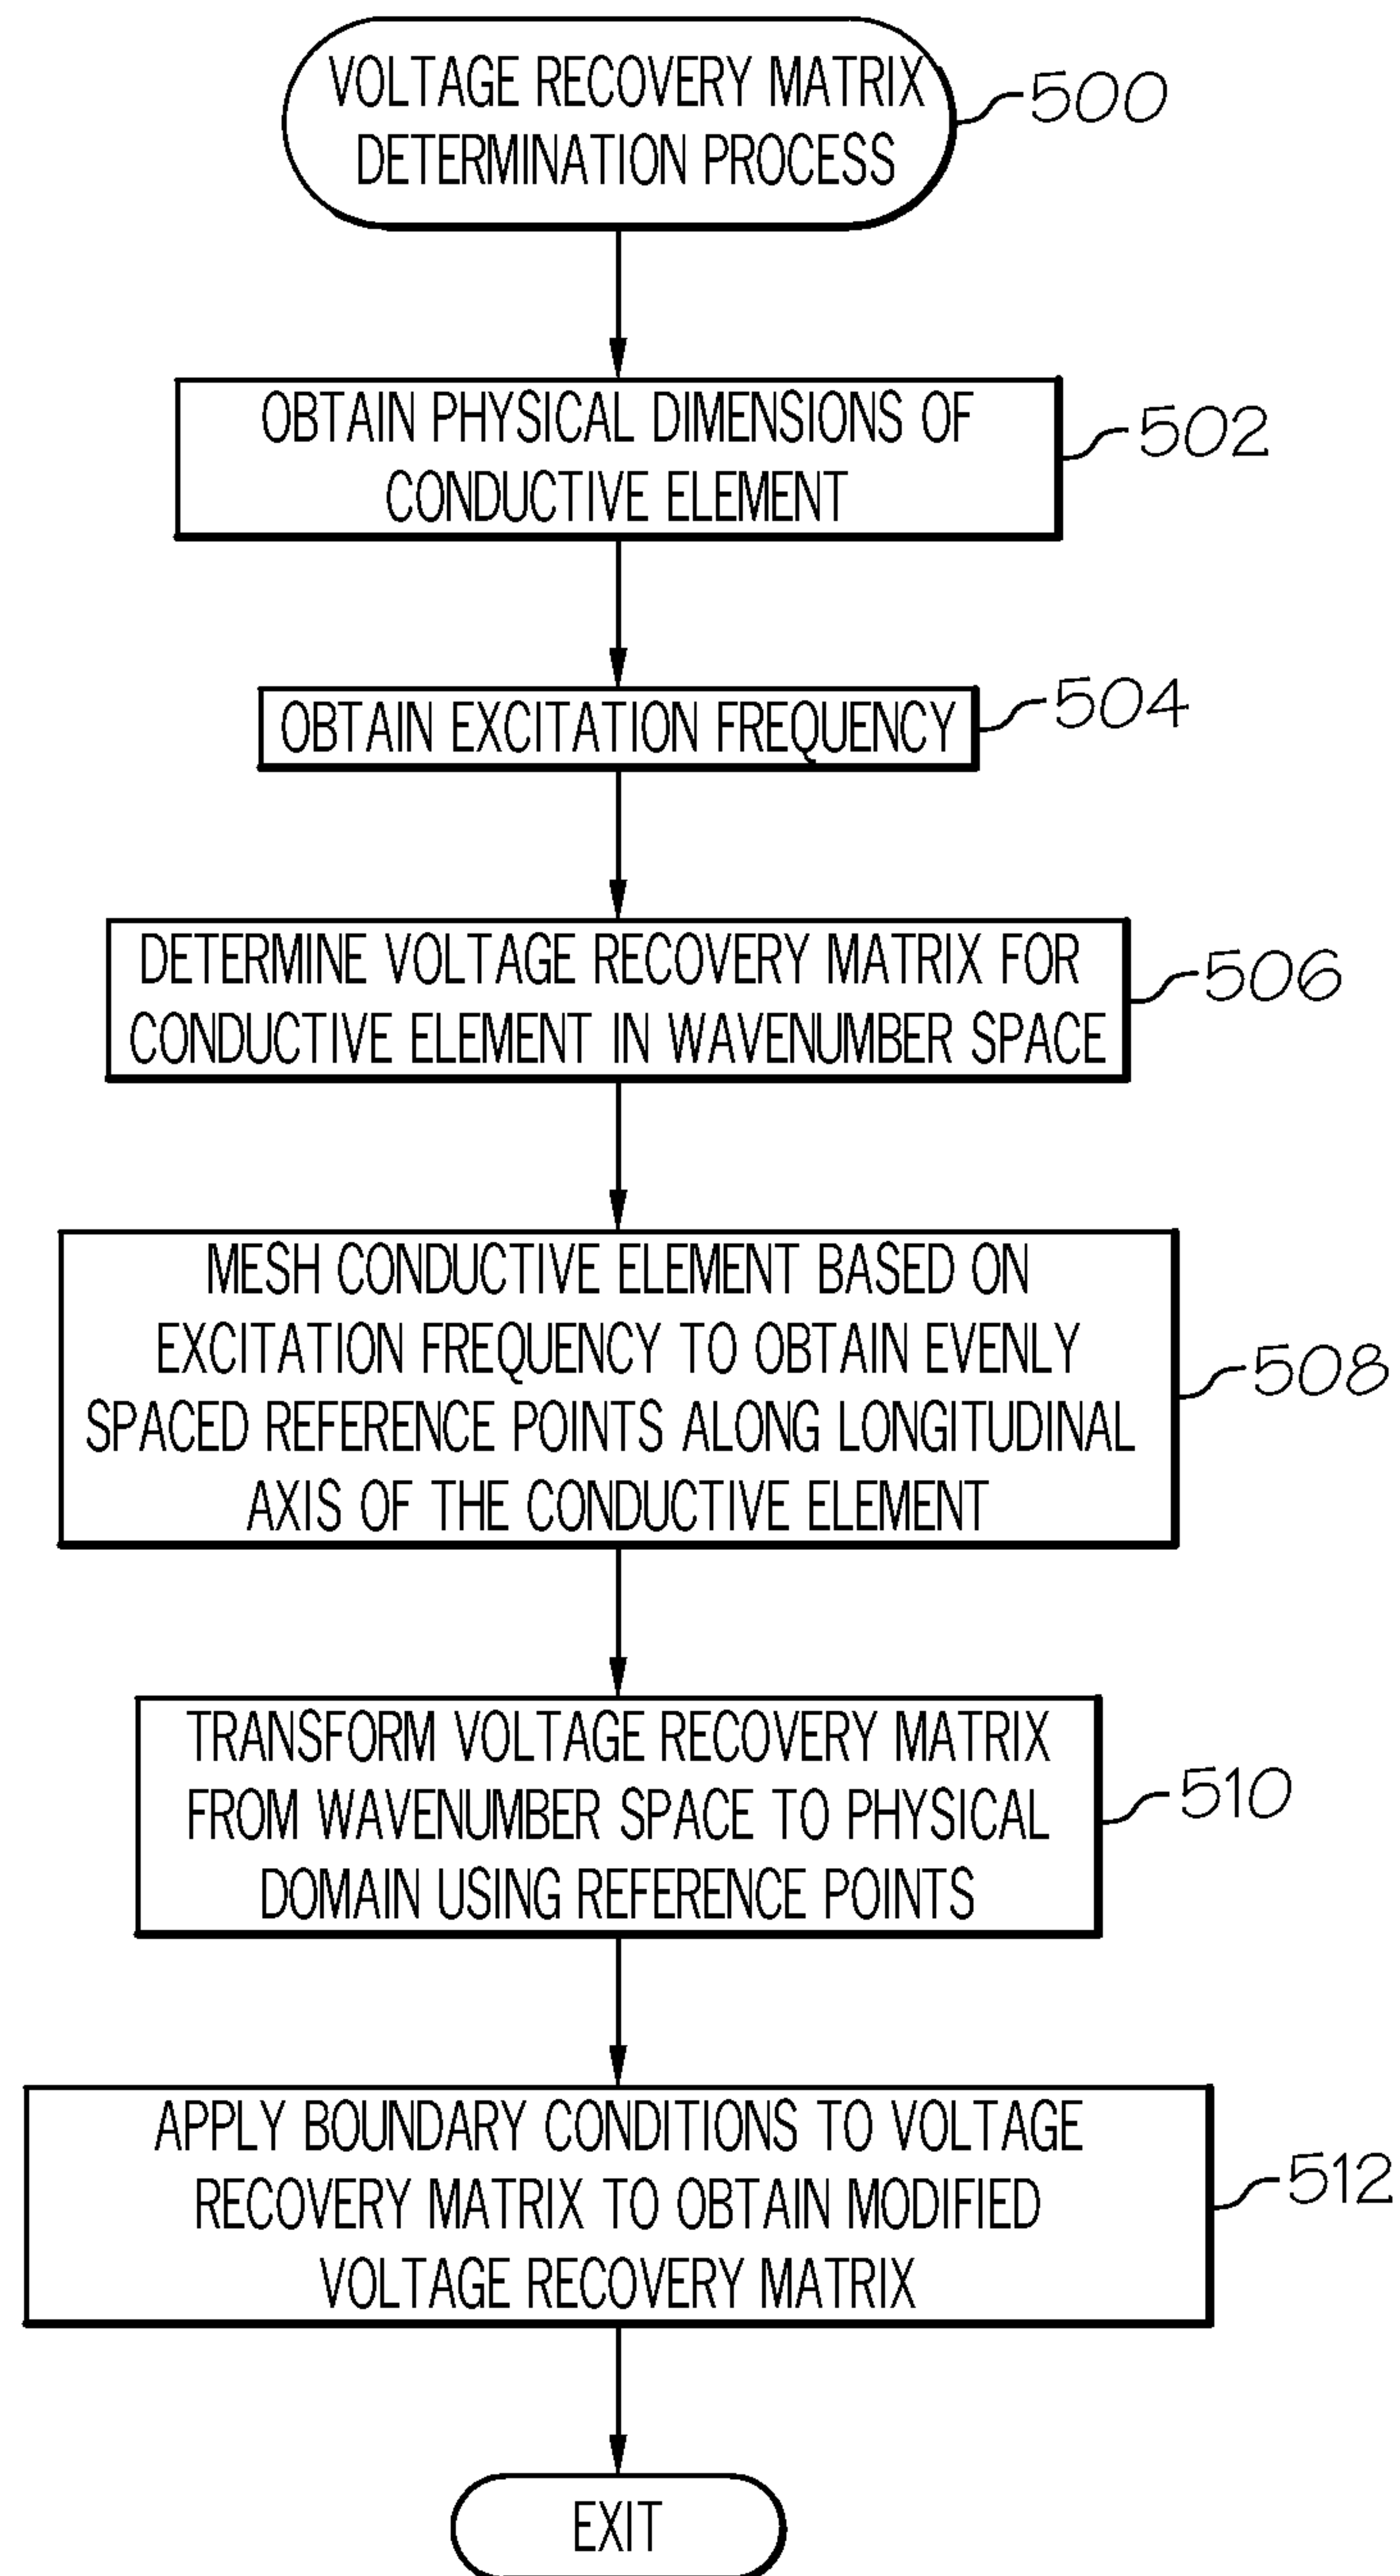 VOLTAGE RECOVERY MATRIX
DETERMINATION PROCESS
500
OBTAIN PHYSICAL DIMENSIONS OF
CONDUCTIVE ELEMENT
502
OBTAIN EXCITATION FREQUENCY
504
DETERMINE VOLTAGE RECOVERY MATRIX FOR
CONDUCTIVE ELEMENT IN WAVENUMBER SPACE
506
MESH CONDUCTIVE ELEMENT BASED ON
EXCITATION FREQUENCY TO OBTAIN EVENLY
SPACED REFERENCE POINTS ALONG LONGITUDINAL
AXIS OF THE CONDUCTIVE ELEMENT
508
TRANSFORM VOLTAGE RECOVERY MATRIX
FROM WAVENUMBER SPACE TO PHYSICAL
DOMAIN USING REFERENCE POINTS
510
APPLY BOUNDARY CONDITIONS TO VOLTAGE
RECOVERY MATRIX TO OBTAIN MODIFIED
VOLTAGE RECOVERY MATRIX
512
EXIT